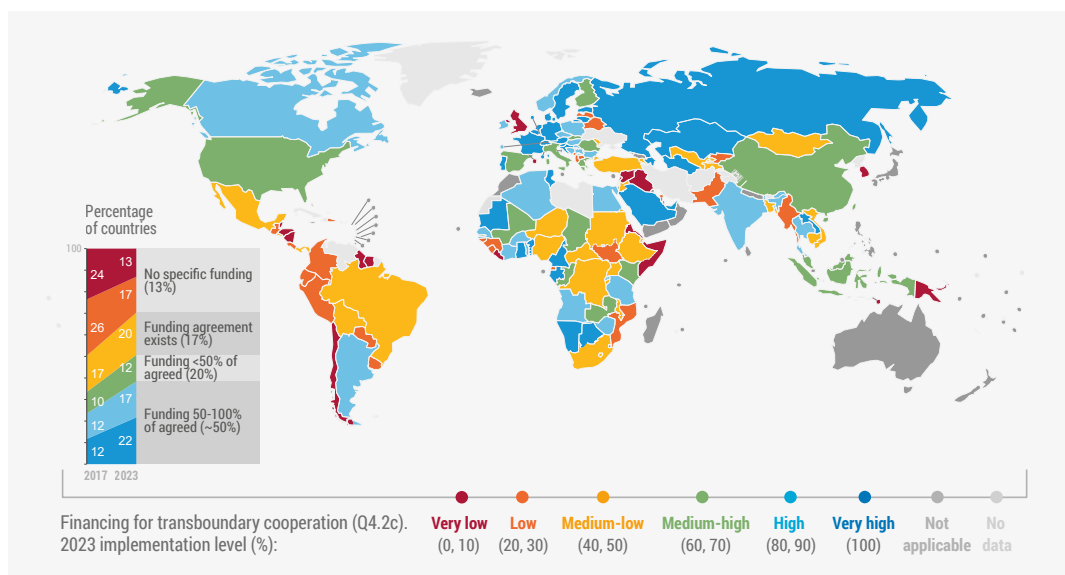 Percentage
of countries
100
24
13
No specific funding
(13%)
17
26
20
Funding agreement
exists (17%)
17
12
Funding <50% of
agreed (20%)
10
17
12
Funding 50-100%
of agreed (~50%)
12
22
2017 2023
Financing for transboundary cooperation (Q4.2c).
2023 implementation level (%):
Very low
(0, 10)
Low
(20, 30)
Medium-low
(40, 50)
Medium-high
(60, 70)
High
(80, 90)
Very high
(100)
Not
applicable
No
data